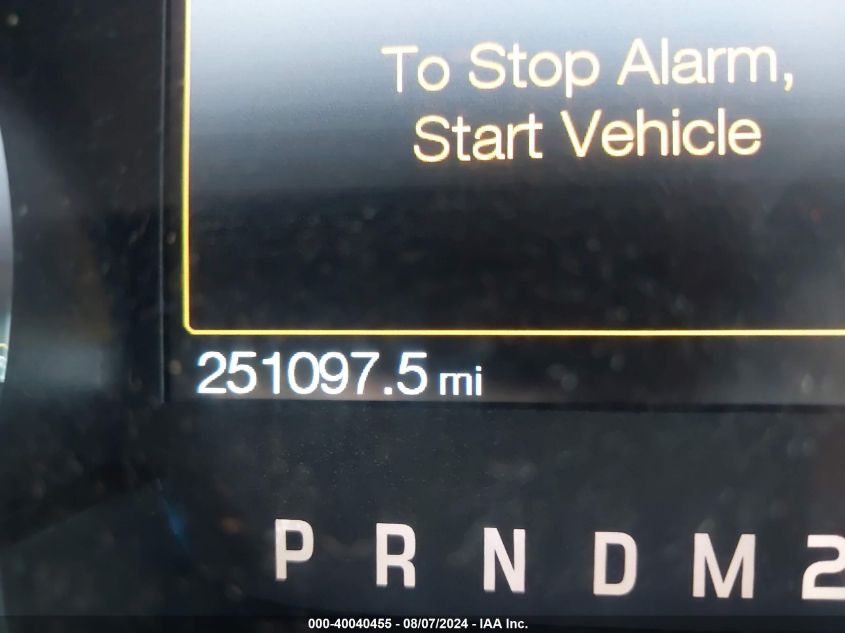 To Stop Alarm,
Start Vehicle
251097.5 mi
P R N D M 2
000-40040455 - 08/07/2024 - IAA Inc.